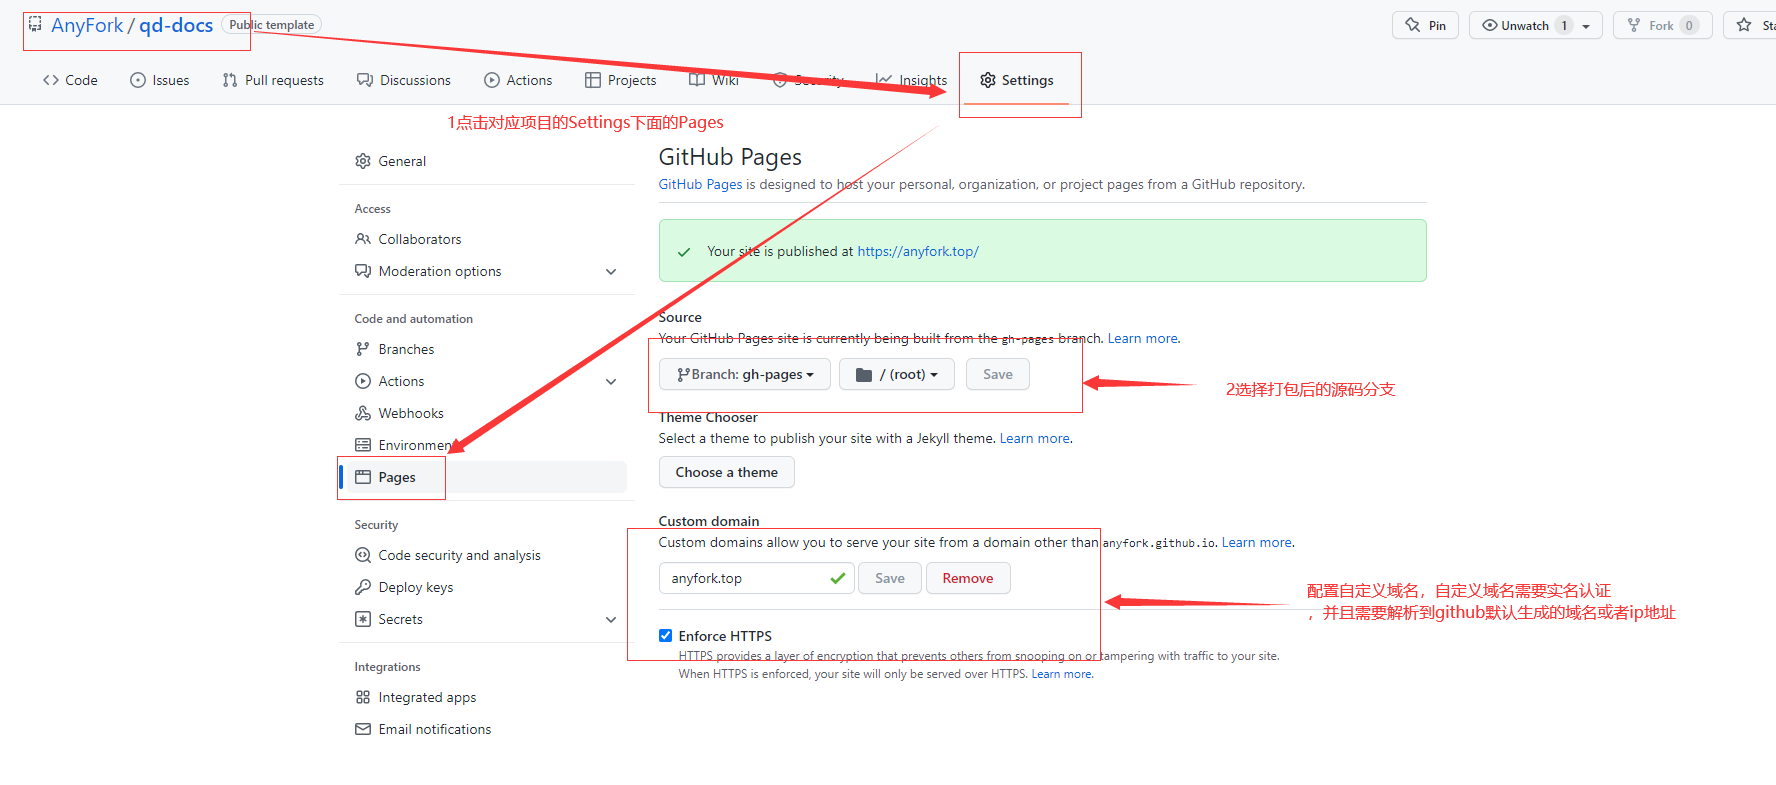 AnyFork / qd-docs Public template
Pin
Unwatch 1
Fork 0
Code
Issues
Pull requests
Discussions
Actions
Projects
Wiki
Security
Insights
Settings
1点击对应项目的Settings下面的Pages
General
Access
Collaborators
Moderation options
Code and automation
Branches
Actions
Webhooks
Pages
Security
Code security and analysis
Deploy keys
Secrets
Integrations
Integrated apps
Email notifications
GitHub Pages
GitHub Pages is designed to host your personal, organization, or project pages from a GitHub repository.
Your site is published at https://anyfork.top/
Source
Your GitHub Pages site is currently being built from the gh-pages branch. Learn more.
Branch: gh-pages
/ (root)
Save
2选择打包后的源码分支
Theme Chooser
Select a theme to publish your site with a Jekyll theme. Learn more.
Choose a theme
Custom domain
Custom domains allow you to serve your site from a domain other than anyfork.github.io. Learn more.
anyfork.top
Save
Remove
配置自定义域名，自定义域名需要实名认证
，并且需要解析到github默认生成的域名或者ip地址
Enforce HTTPS
HTTPS provides a layer of encryption that prevents others from snooping on or tampering with traffic to your site.
When HTTPS is enforced, your site will only be served over HTTPS. Learn more.